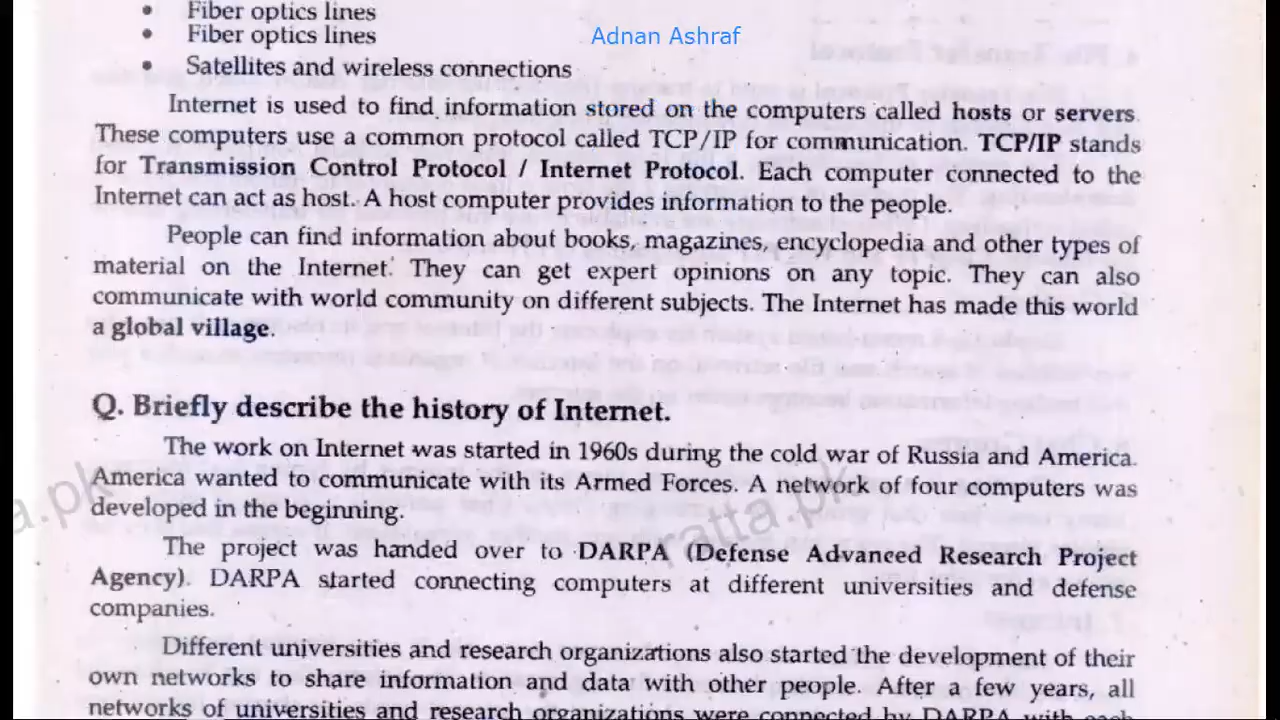 • Fiber optics lines
• Fiber optics lines
Adnan Ashraf
• Satellites and wireless connections
Internet is used to find information stored on the computers called hosts or servers.
These computers use a common protocol called TCP/IP for communication. TCP/IP stands
for Transmission Control Protocol / Internet Protocol. Each computer connected to the
Internet can act as host. A host computer provides information to the people.
People can find information about books, magazines, encyclopedia and other types of
material on the Internet. They can get expert opinions on any topic. They can also
communicate with world community on different subjects. The Internet has made this world
a global village.
Q. Briefly describe the history of Internet.
The work on Internet was started in 1960s during the cold war of Russia and America.
America wanted to communicate with its Armed Forces. A network of four computers was
developed in the beginning.
ratta.pk
The project was handed over to DARPA (Defense Advanced Research Project
Agency). DARPA started connecting computers at different universities and defense
companies.
Different universities and research organizations also started the development of their
own networks to share information and data with other people. After a few years, all
networks of universities and research organizations were connected by DARPA with each